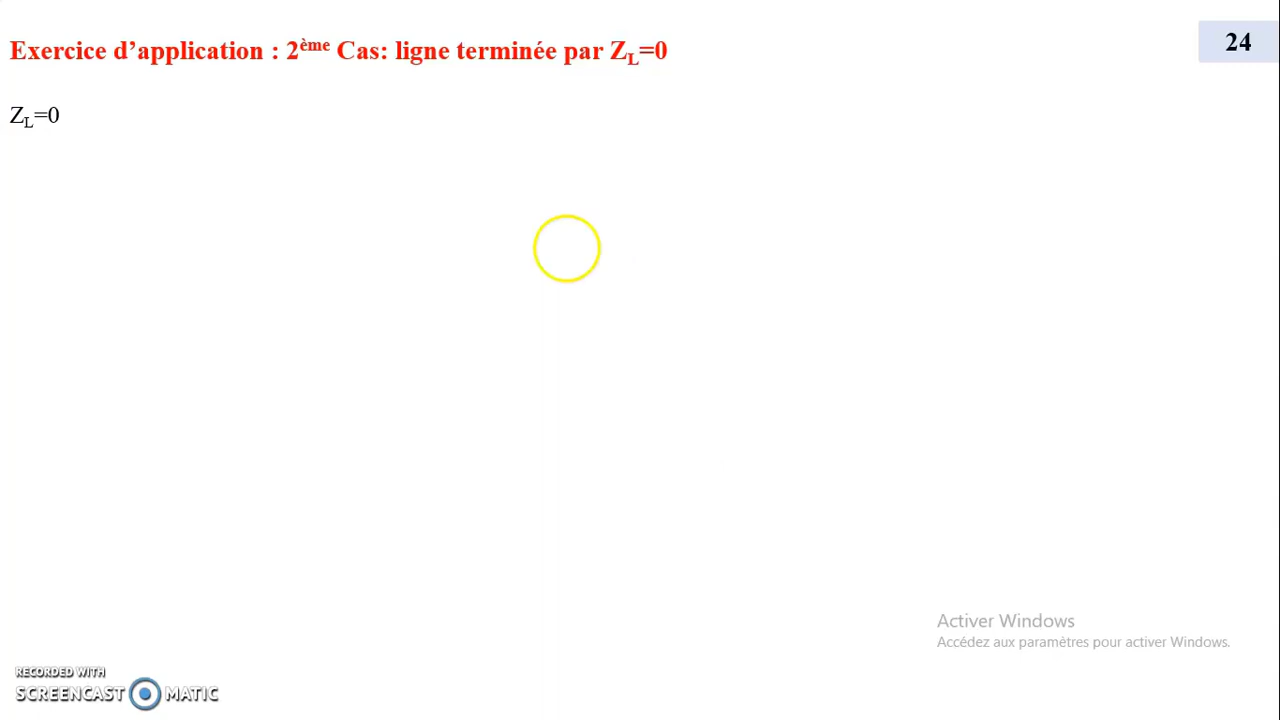 Exercice d’application : 2ème Cas: ligne terminée par ZL=0
24
ZL=0
Activer Windows
Accédez aux paramètres pour activer Windows.
RECORDED WITH
SCREENCAST MATIC